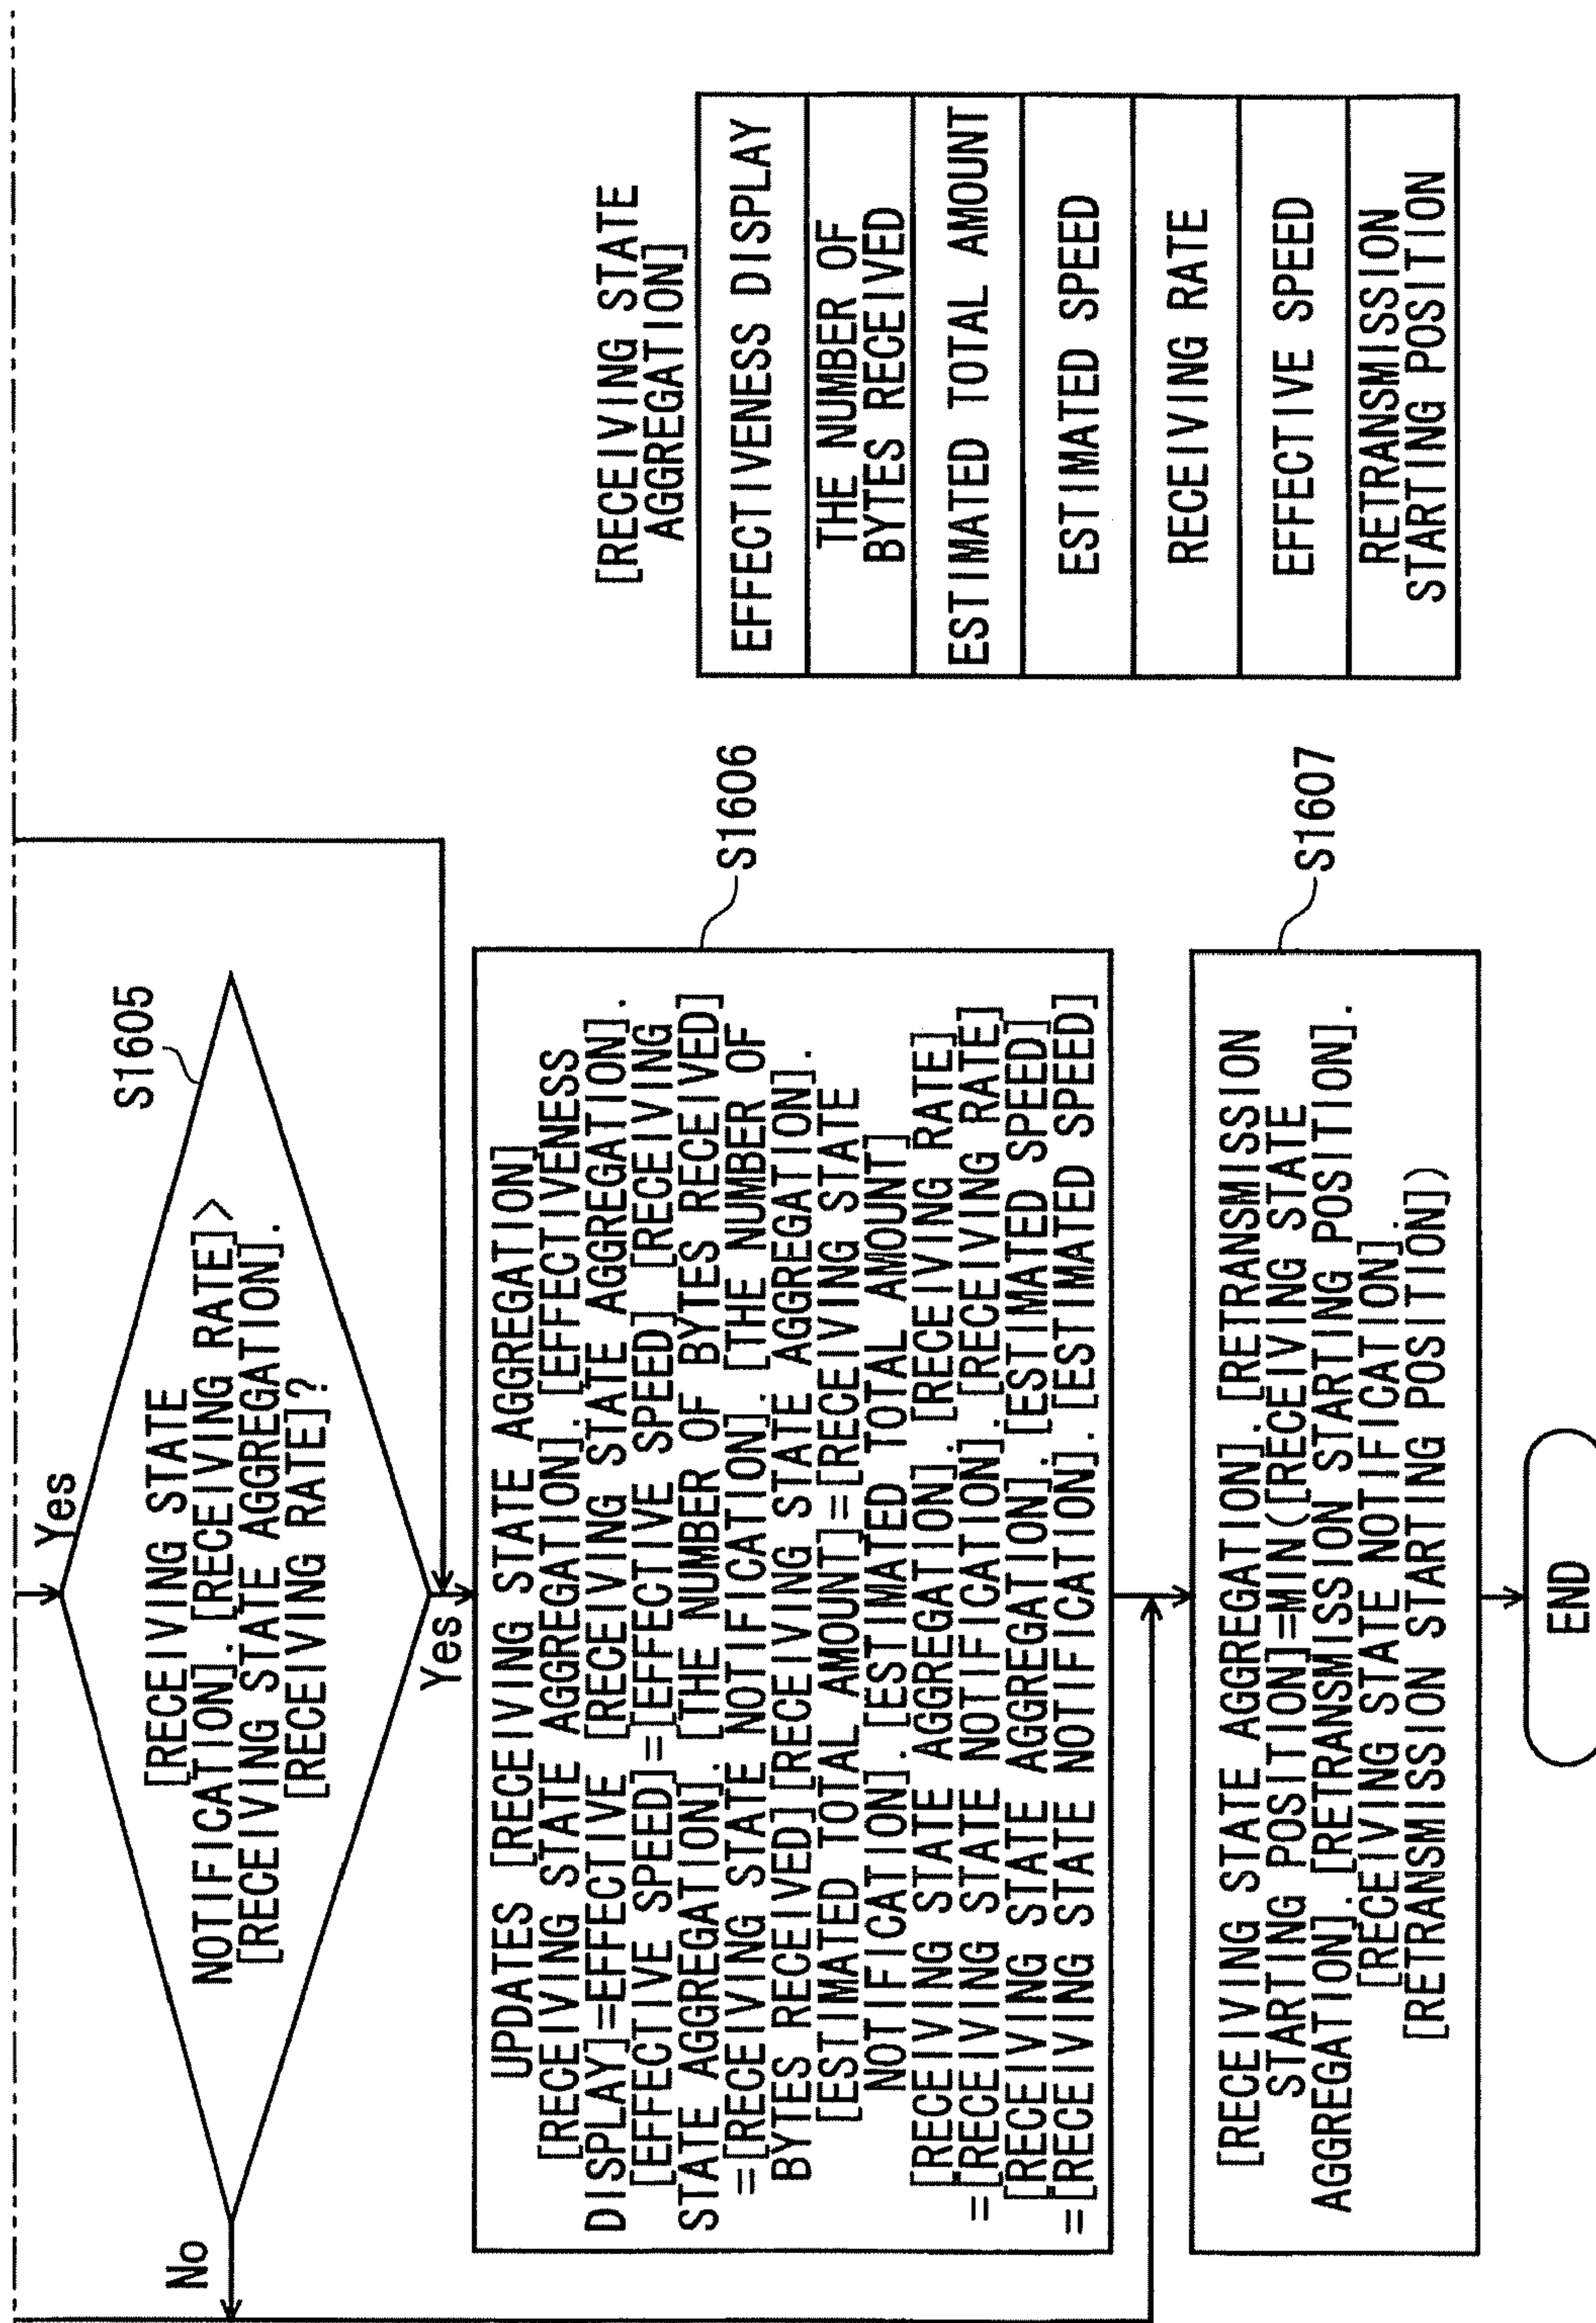 Yes
S1605
[RECEIVING STATE
NOTIFICATION]. [RECEIVING RATE]>
[RECEIVING STATE AGGREGATION].
[RECEIVING RATE]?
No
Yes
S1606
UPDATES [RECEIVING STATE AGGREGATION]
[RECEIVING STATE AGGREGATION]. [EFFECTIVENESS
DISPLAY]=EFFECTIVE [RECEIVING STATE AGGREGATION].
[EFFECTIVE SPEED]=[EFFECTIVE SPEED] [RECEIVING
STATE AGGREGATION]. [THE NUMBER OF BYTES RECEIVED]
=[RECEIVING STATE NOTIFICATION]. [THE NUMBER OF
BYTES RECEIVED][RECEIVING STATE AGGREGATION].
[ESTIMATED TOTAL AMOUNT]=[RECEIVING STATE
NOTIFICATION]. [ESTIMATED TOTAL AMOUNT]
[RECEIVING STATE AGGREGATION]. [RECEIVING RATE]
=[RECEIVING STATE NOTIFICATION]. [RECEIVING RATE]
[RECEIVING STATE AGGREGATION]. [ESTIMATED SPEED]
=[RECEIVING STATE NOTIFICATION]. [ESTIMATED SPEED]
S1607
[RECEIVING STATE AGGREGATION]. [RETRANSMISSION
STARTING POSITION]=MIN([RECEIVING STATE
AGGREGATION]. [RETRANSMISSION STARTING POSITION].
[RECEIVING STATE NOTIFICATION].
[RETRANSMISSION STARTING POSITION])
END
[RECEIVING STATE
AGGREGATION]
EFFECTIVENESS DISPLAY
THE NUMBER OF
BYTES RECEIVED
ESTIMATED TOTAL AMOUNT
ESTIMATED SPEED
RECEIVING RATE
EFFECTIVE SPEED
RETRANSMISSION
STARTING POSITION